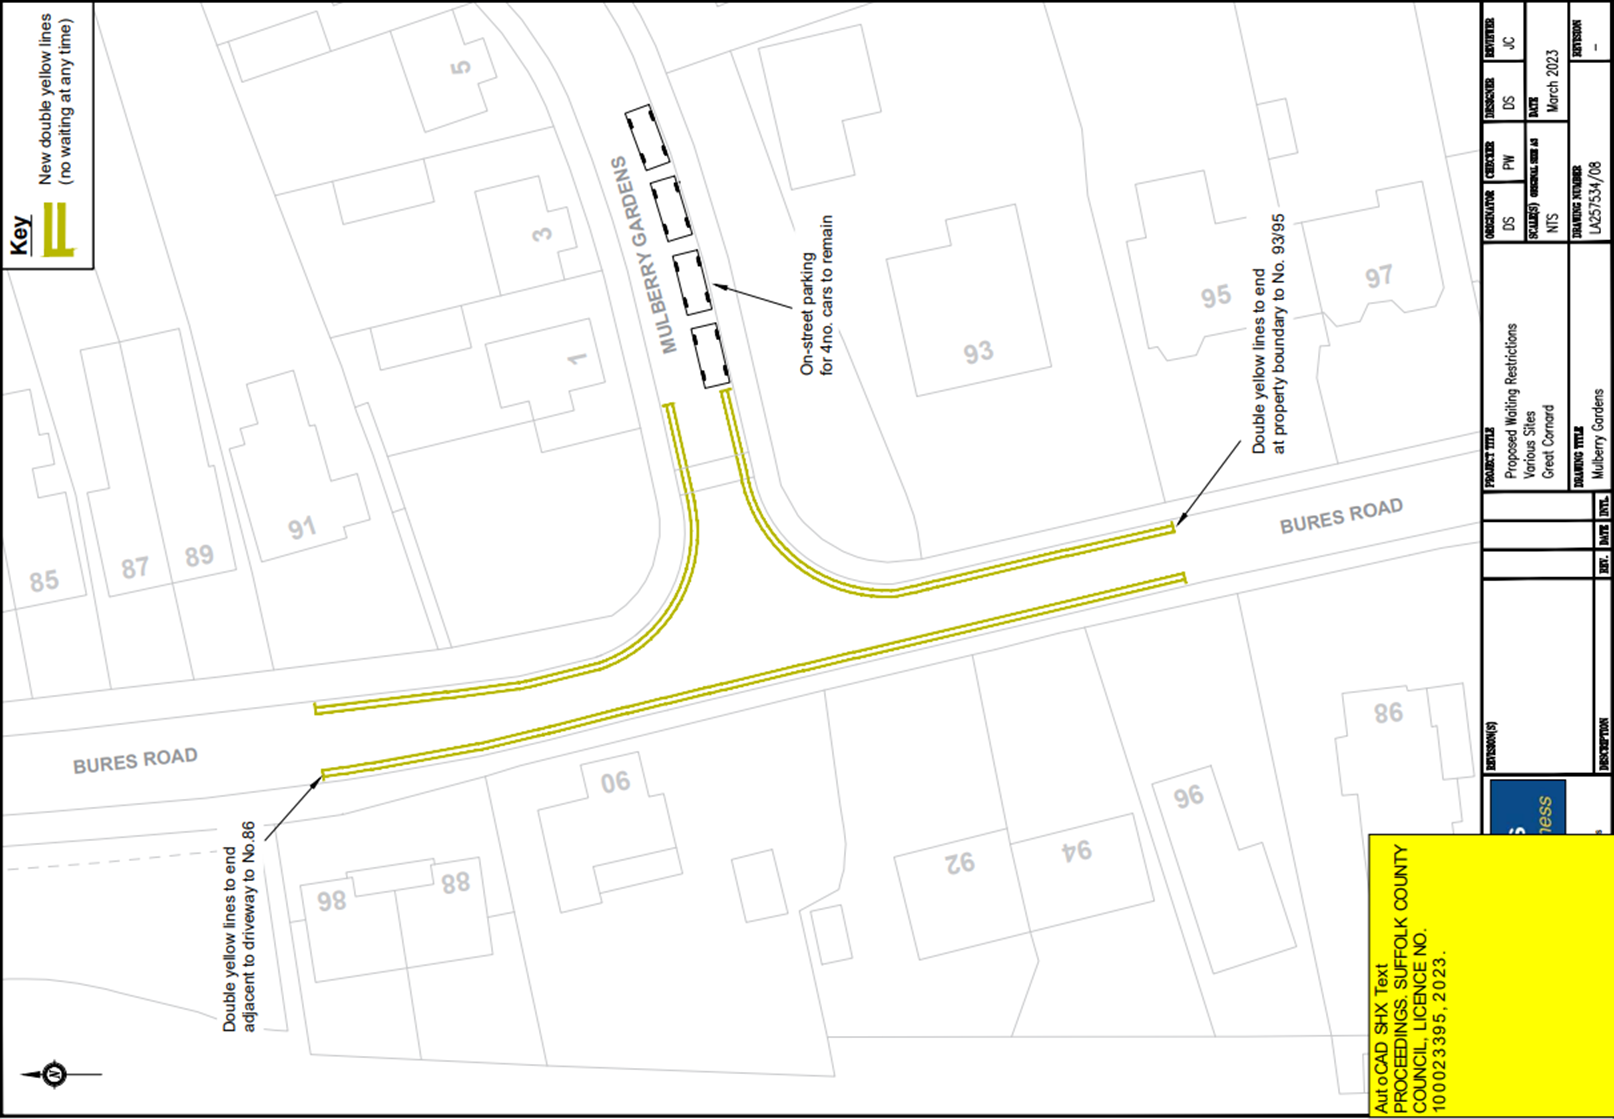 Key
New double yellow lines
(no waiting at any time)
5
3
1
MULBERRY GARDENS
On-street parking
for 4no. cars to remain
93
95
97
Double yellow lines to end
at property boundary to No. 93/95
85
87
89
91
BURES ROAD
BURES ROAD
Double yellow lines to end
adjacent to driveway to No.86
86
88
90
92
94
96
98
N
ORIGINATOR
DS
CHECKER
PW
DESIGNER
DS
REVIEWER
JC
SCALE(S) ORIGINAL SIZE A3
NTS
DATE
March 2023
DRAWING NUMBER
LA257534/08
REVISION
–
PROJECT TITLE
Proposed Waiting Restrictions
Various Sites
Great Cornard
DRAWING TITLE
Mulberry Gardens
REVISION(S)
DESCRIPTION
REV.
DATE
INTL.
s
ness
AutoCAD SHX Text
PROCEEDINGS. SUFFOLK COUNTY
COUNCIL, LICENCE NO.
100023395, 2023.